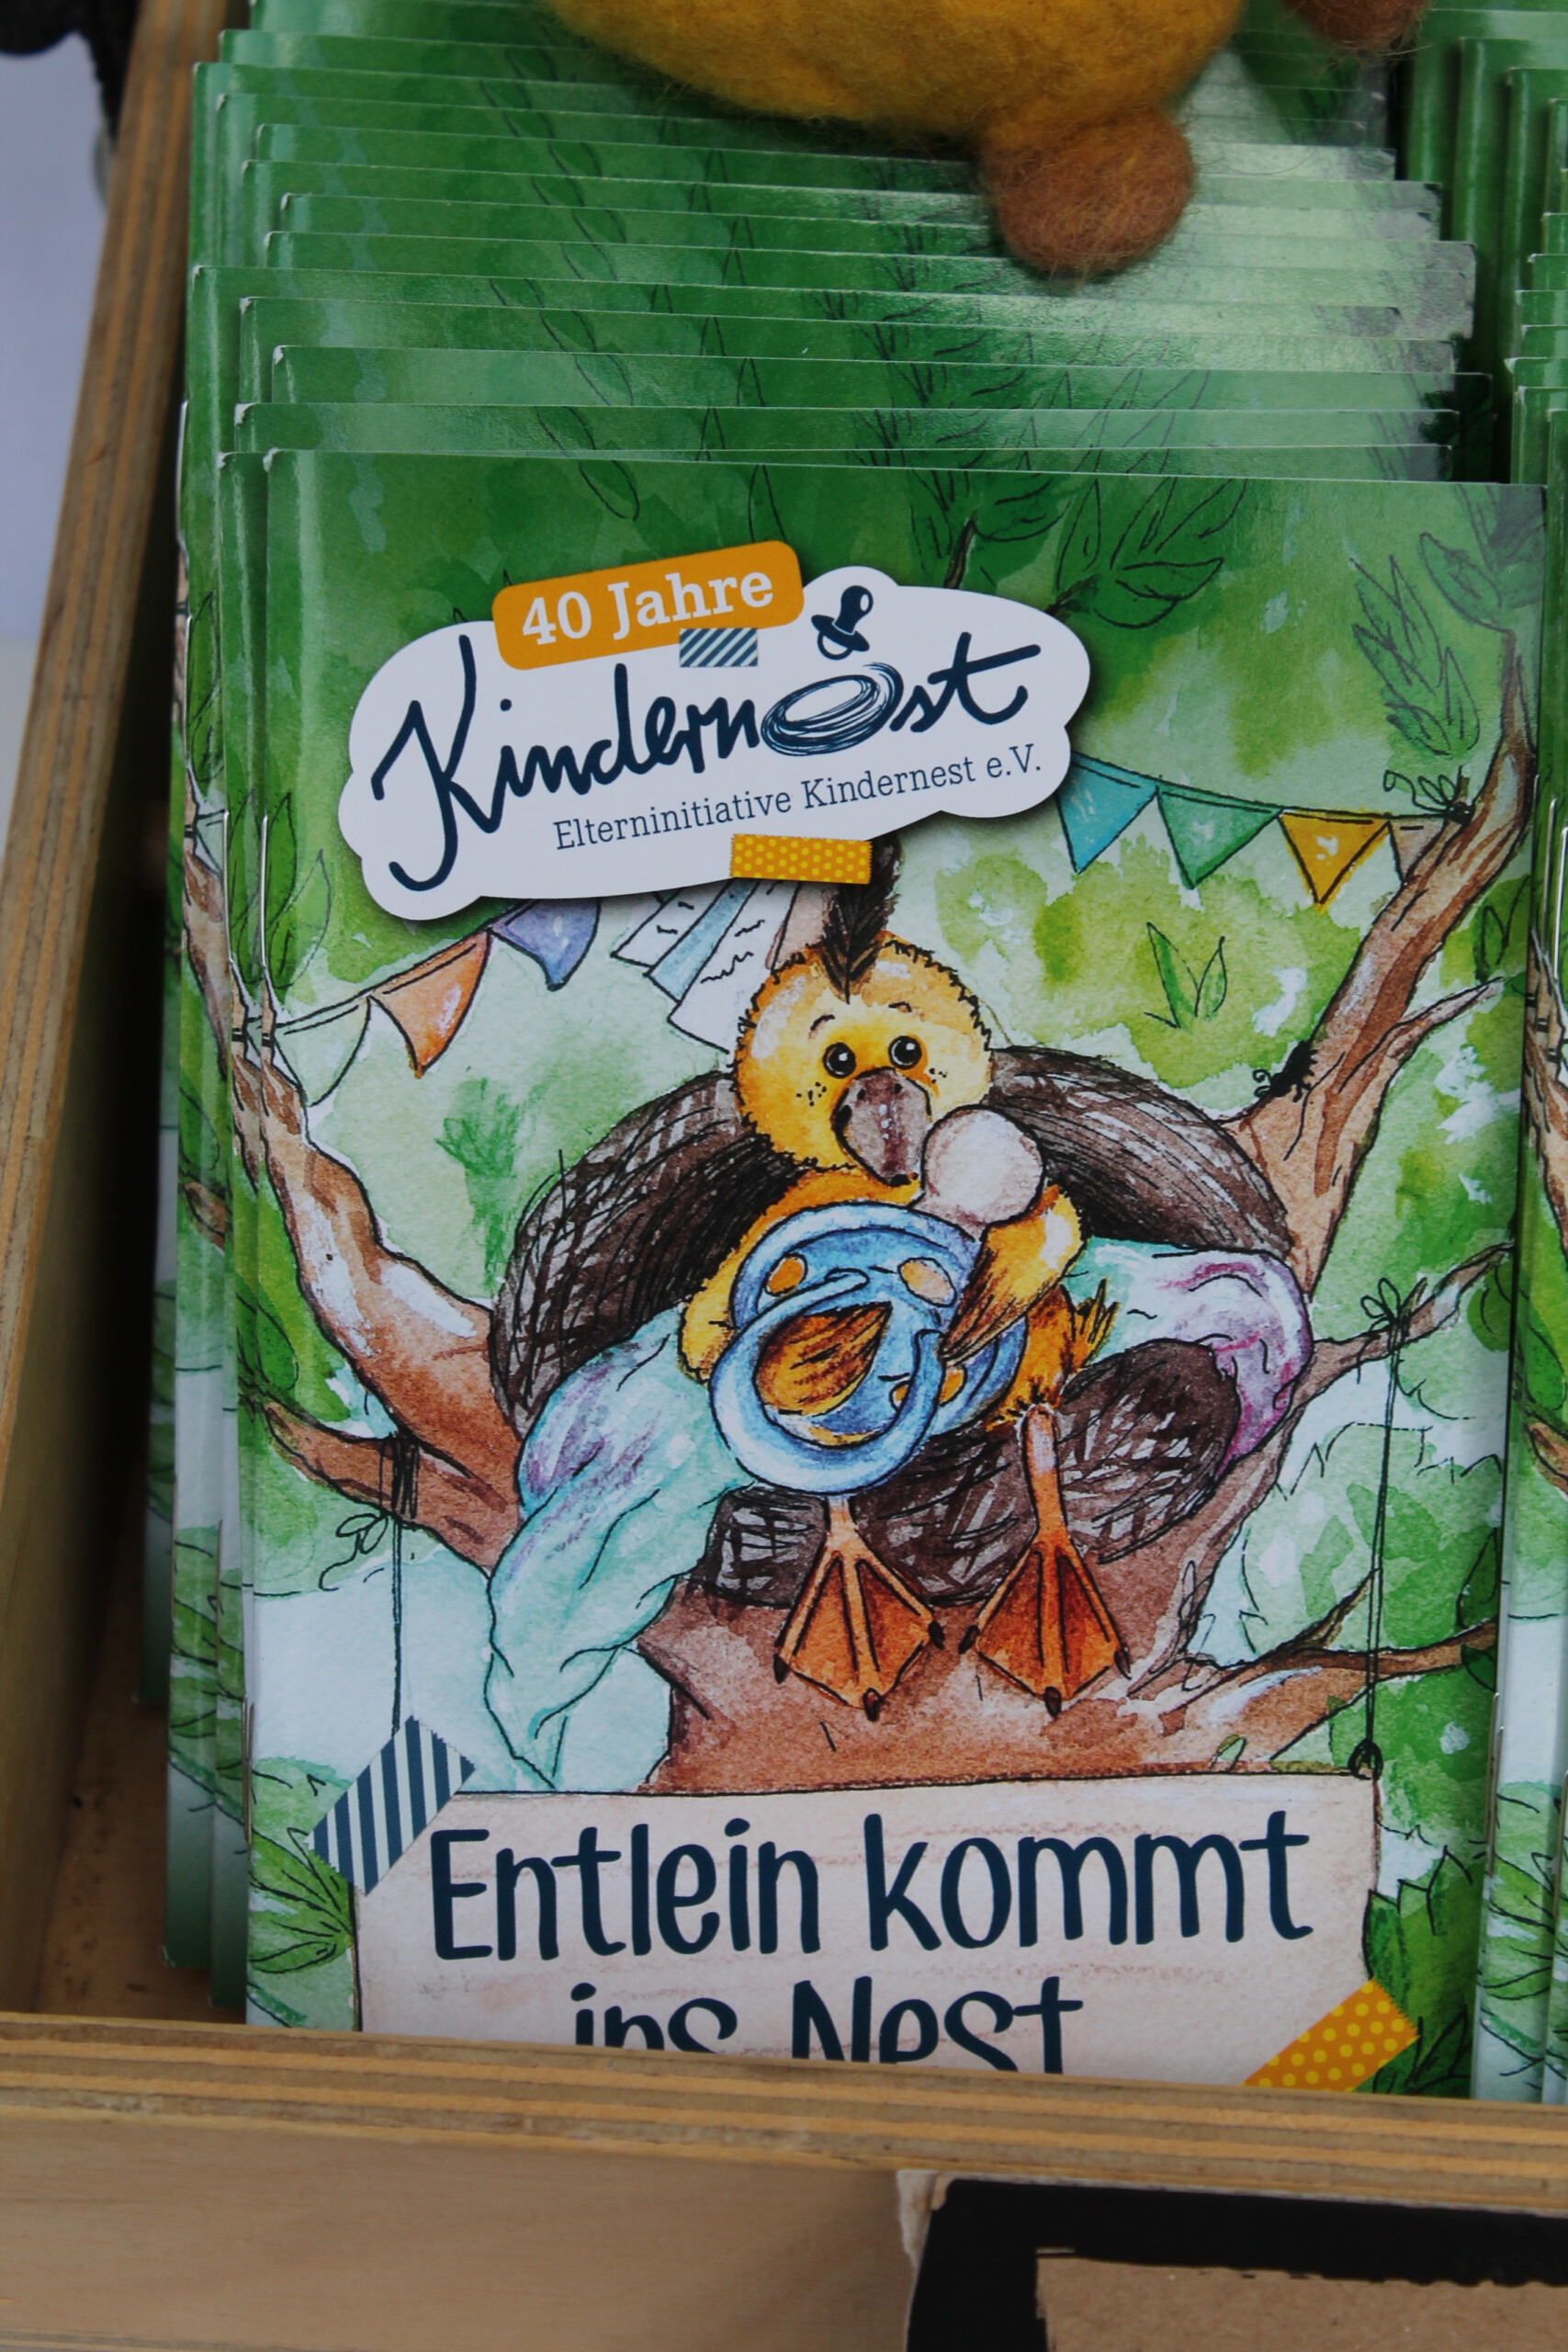 40 Jahre
Kindernest
Elterninitiative Kindernest e.V.
Entlein kommt
ins Nest